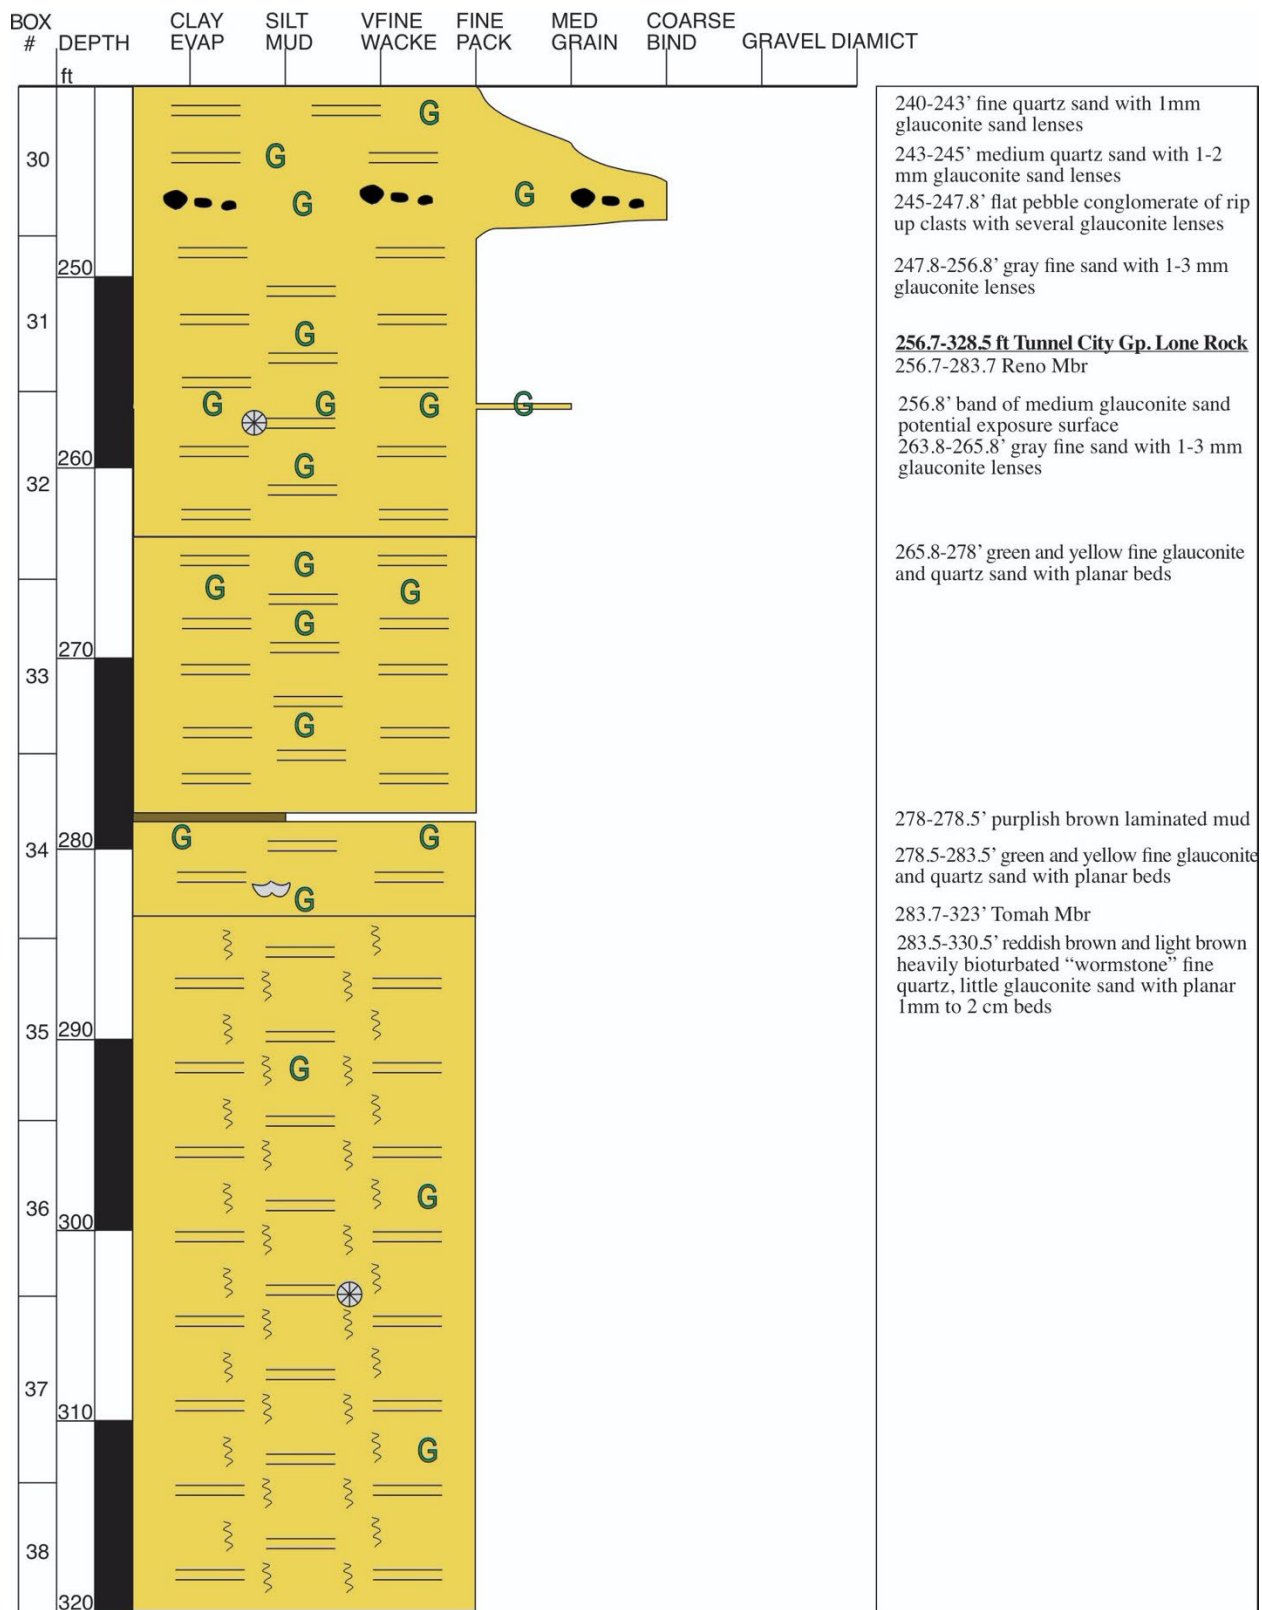 BOX CLAY SILT VFINE FINE MED COARSE
# DEPTH EVAP MUD WACKE PACK GRAIN BIND GRAVEL DIAMICT
ft
240-243’ fine quartz sand with 1mm
glauconite sand lenses
G
30
G
243-245’ medium quartz sand with 1-2
mm glauconite sand lenses
G G
245-247.8’ flat pebble conglomerate of rip
up clasts with several glauconite lenses
250
247.8-256.8’ gray fine sand with 1-3 mm
glauconite lenses
31
G
256.7-328.5 ft Tunnel City Gp. Lone Rock
256.7-283.7 Reno Mbr
G G G G
256.8’ band of medium glauconite sand
potential exposure surface
263.8-265.8’ gray fine sand with 1-3 mm
glauconite lenses
260
G
32
G
265.8-278’ green and yellow fine glauconite
and quartz sand with planar beds
G G
G
270
33
G
278-278.5’ purplish brown laminated mud
280
G G
34
278.5-283.5’ green and yellow fine glauconite
and quartz sand with planar beds
G
283.7-323’ Tomah Mbr
283.5-330.5’ reddish brown and light brown
heavily bioturbated “wormstone” fine
quartz, little glauconite sand with planar
1mm to 2 cm beds
290
35
G
G
36
300
37
310
G
38
320